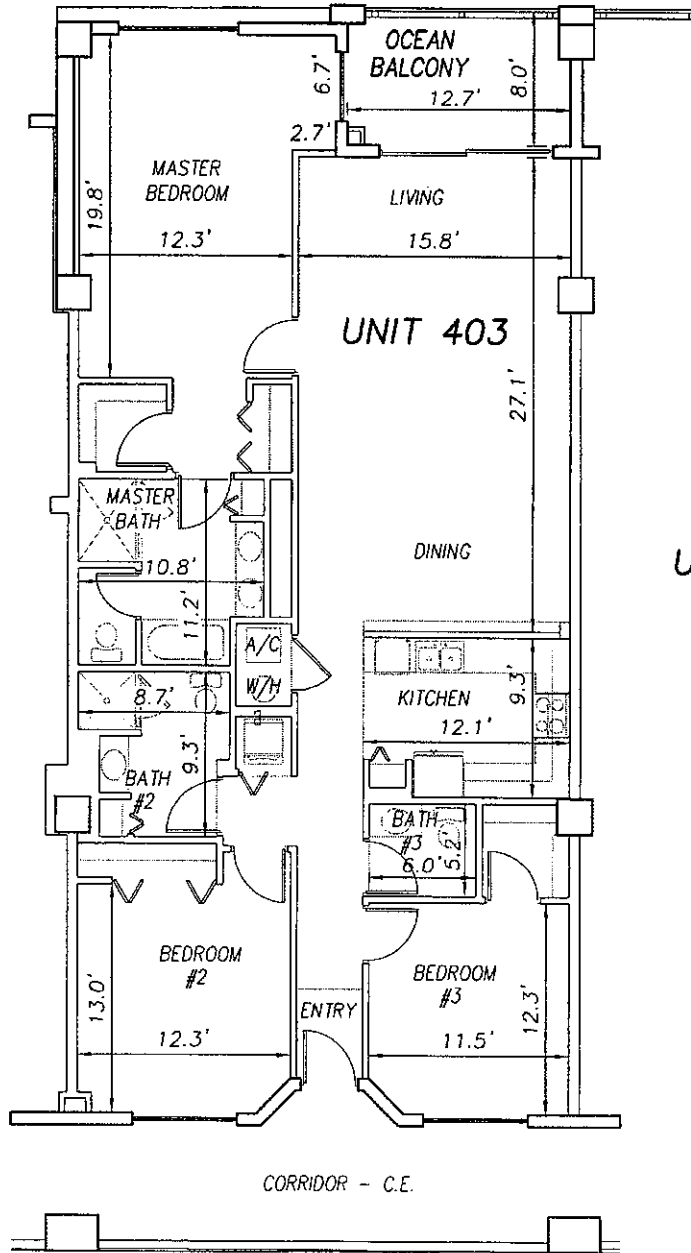 OCEAN
BALCONY
6.7'
8.0'
12.7'
2.7'
MASTER
BEDROOM
LIVING
19.8'
12.3'
15.8'
UNIT 403
27.1'
MASTER
BATH
DINING
U
10.8'
11.2'
A/C
W/H
KITCHEN
9.3'
8.7'
12.1'
9.3'
BATH
#2
BATH
#3
5.2'
6.0'
BEDROOM
#2
BEDROOM
#3
13.0'
12.3'
ENTRY
12.3'
11.5'
CORRIDOR - C.E.